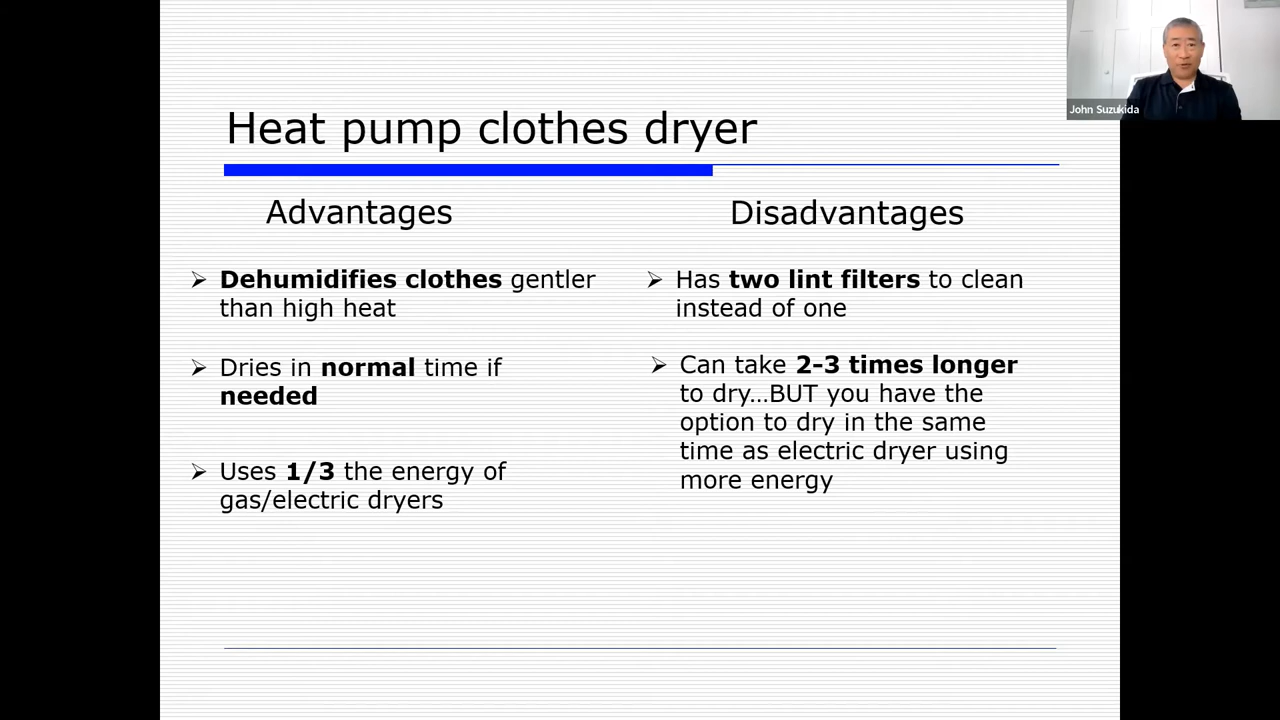 Heat pump clothes dryer
Advantages
Dehumidifies clothes gentler
than high heat
Dries in normal time if
needed
Uses 1/3 the energy of
gas/electric dryers
Disadvantages
Has two lint filters to clean
instead of one
Can take 2-3 times longer
to dry...BUT you have the
option to dry in the same
time as electric dryer using
more energy
John Suzukida